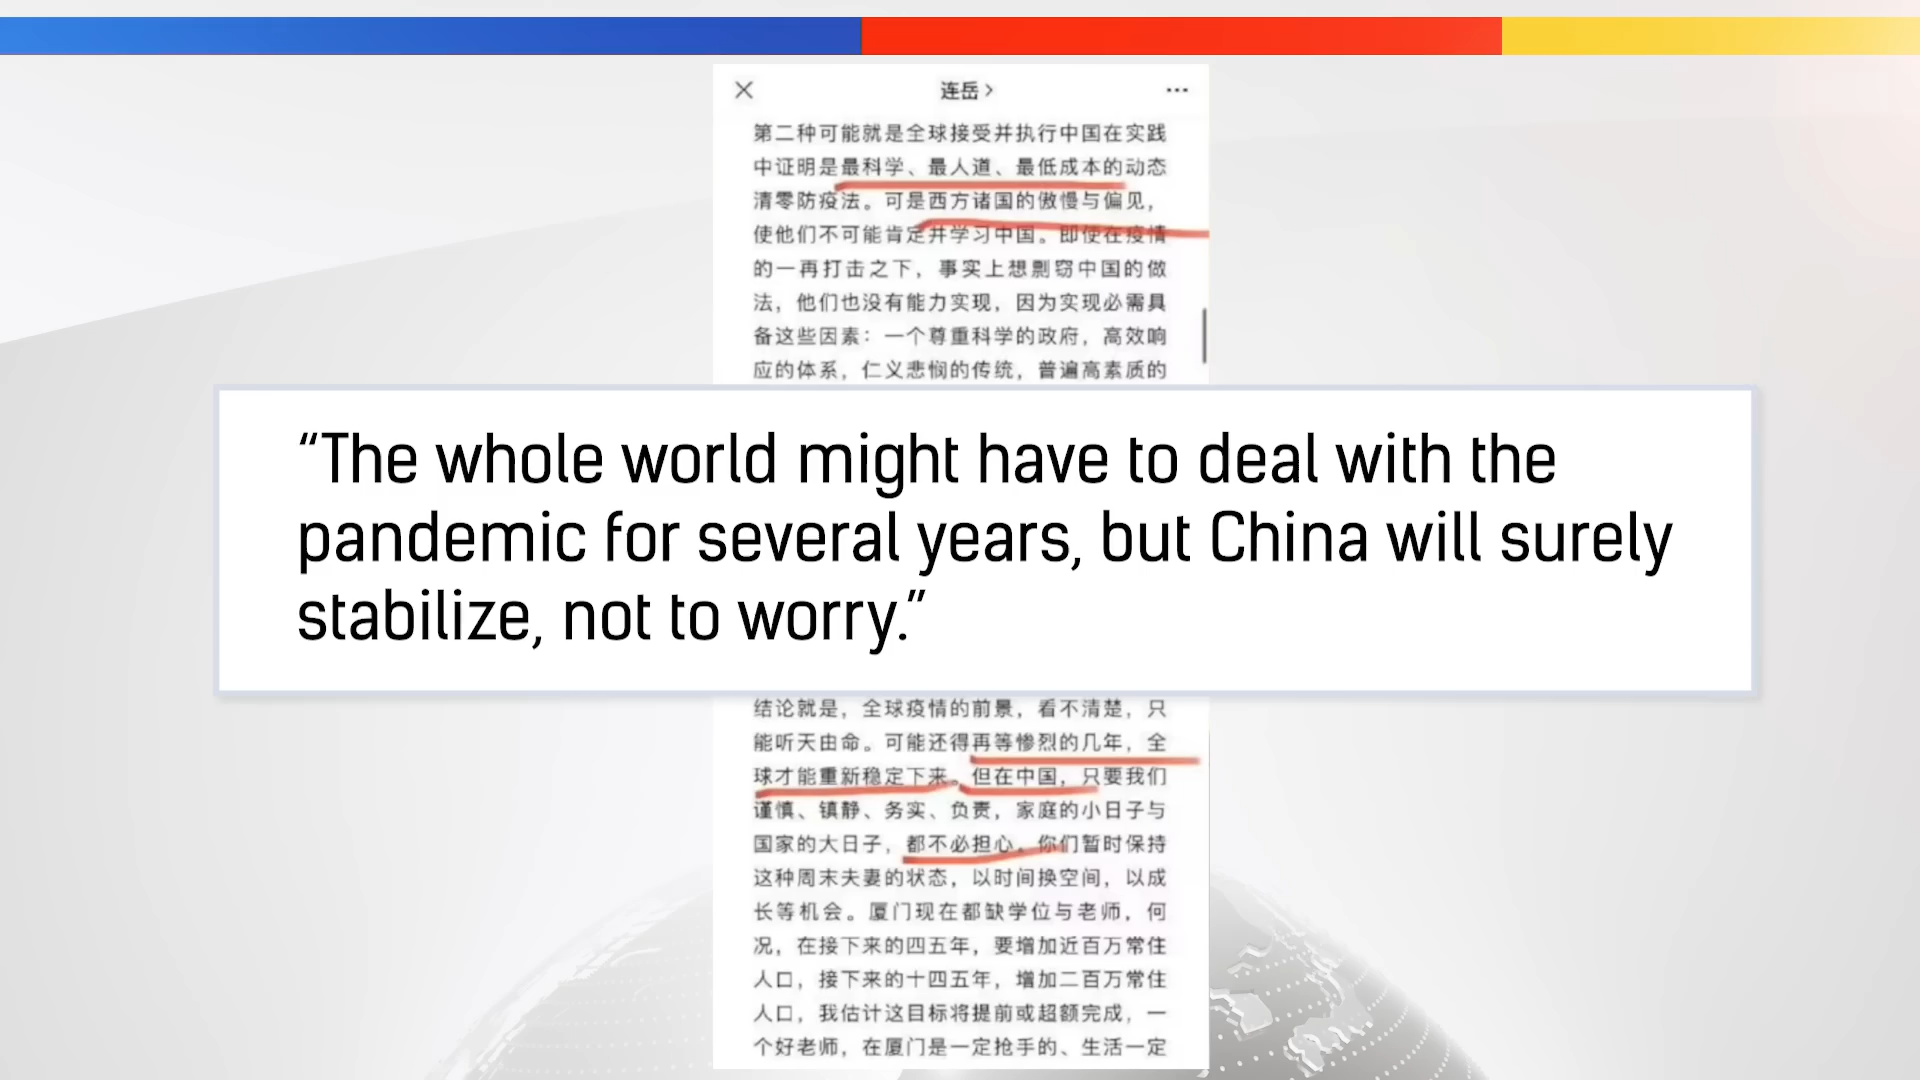 连岳 >
第二种可能就是全球接受并执行中国在实践
中证明是最科学、最人道、最低成本的动态
清零防疫法。可是西方诸国的傲慢与偏见，
使他们不可能肯定并学习中国。即使在疫情
的一再打击之下，事实上想剽窃中国的做
法，他们也没有能力实现，因为实现必需具
备这些因素：一个尊重科学的政府，高效响
应的体系，仁义悲悯的传统，普遍高素质的
“The whole world might have to deal with the
pandemic for several years, but China will surely
stabilize, not to worry.”
结论就是，全球疫情的前景，看不清楚，只
能听天由命。可能还得再等惨烈的几年，全
球才能重新稳定下来。但在中国，只要我们
谨慎、镇静、务实、负责，家庭的小日子与
国家的大日子，都不必担心。你们暂时保持
这种周末夫妻的状态，以时间换空间，以成
长等机会。厦门现在都缺学位与老师，何
况，在接下来的四五年，要增加近百万常住
人口，接下来的十四五年，增加二百万常住
人口，我估计这目标将提前或超额完成，一
个好老师，在厦门是一定抢手的、生活一定